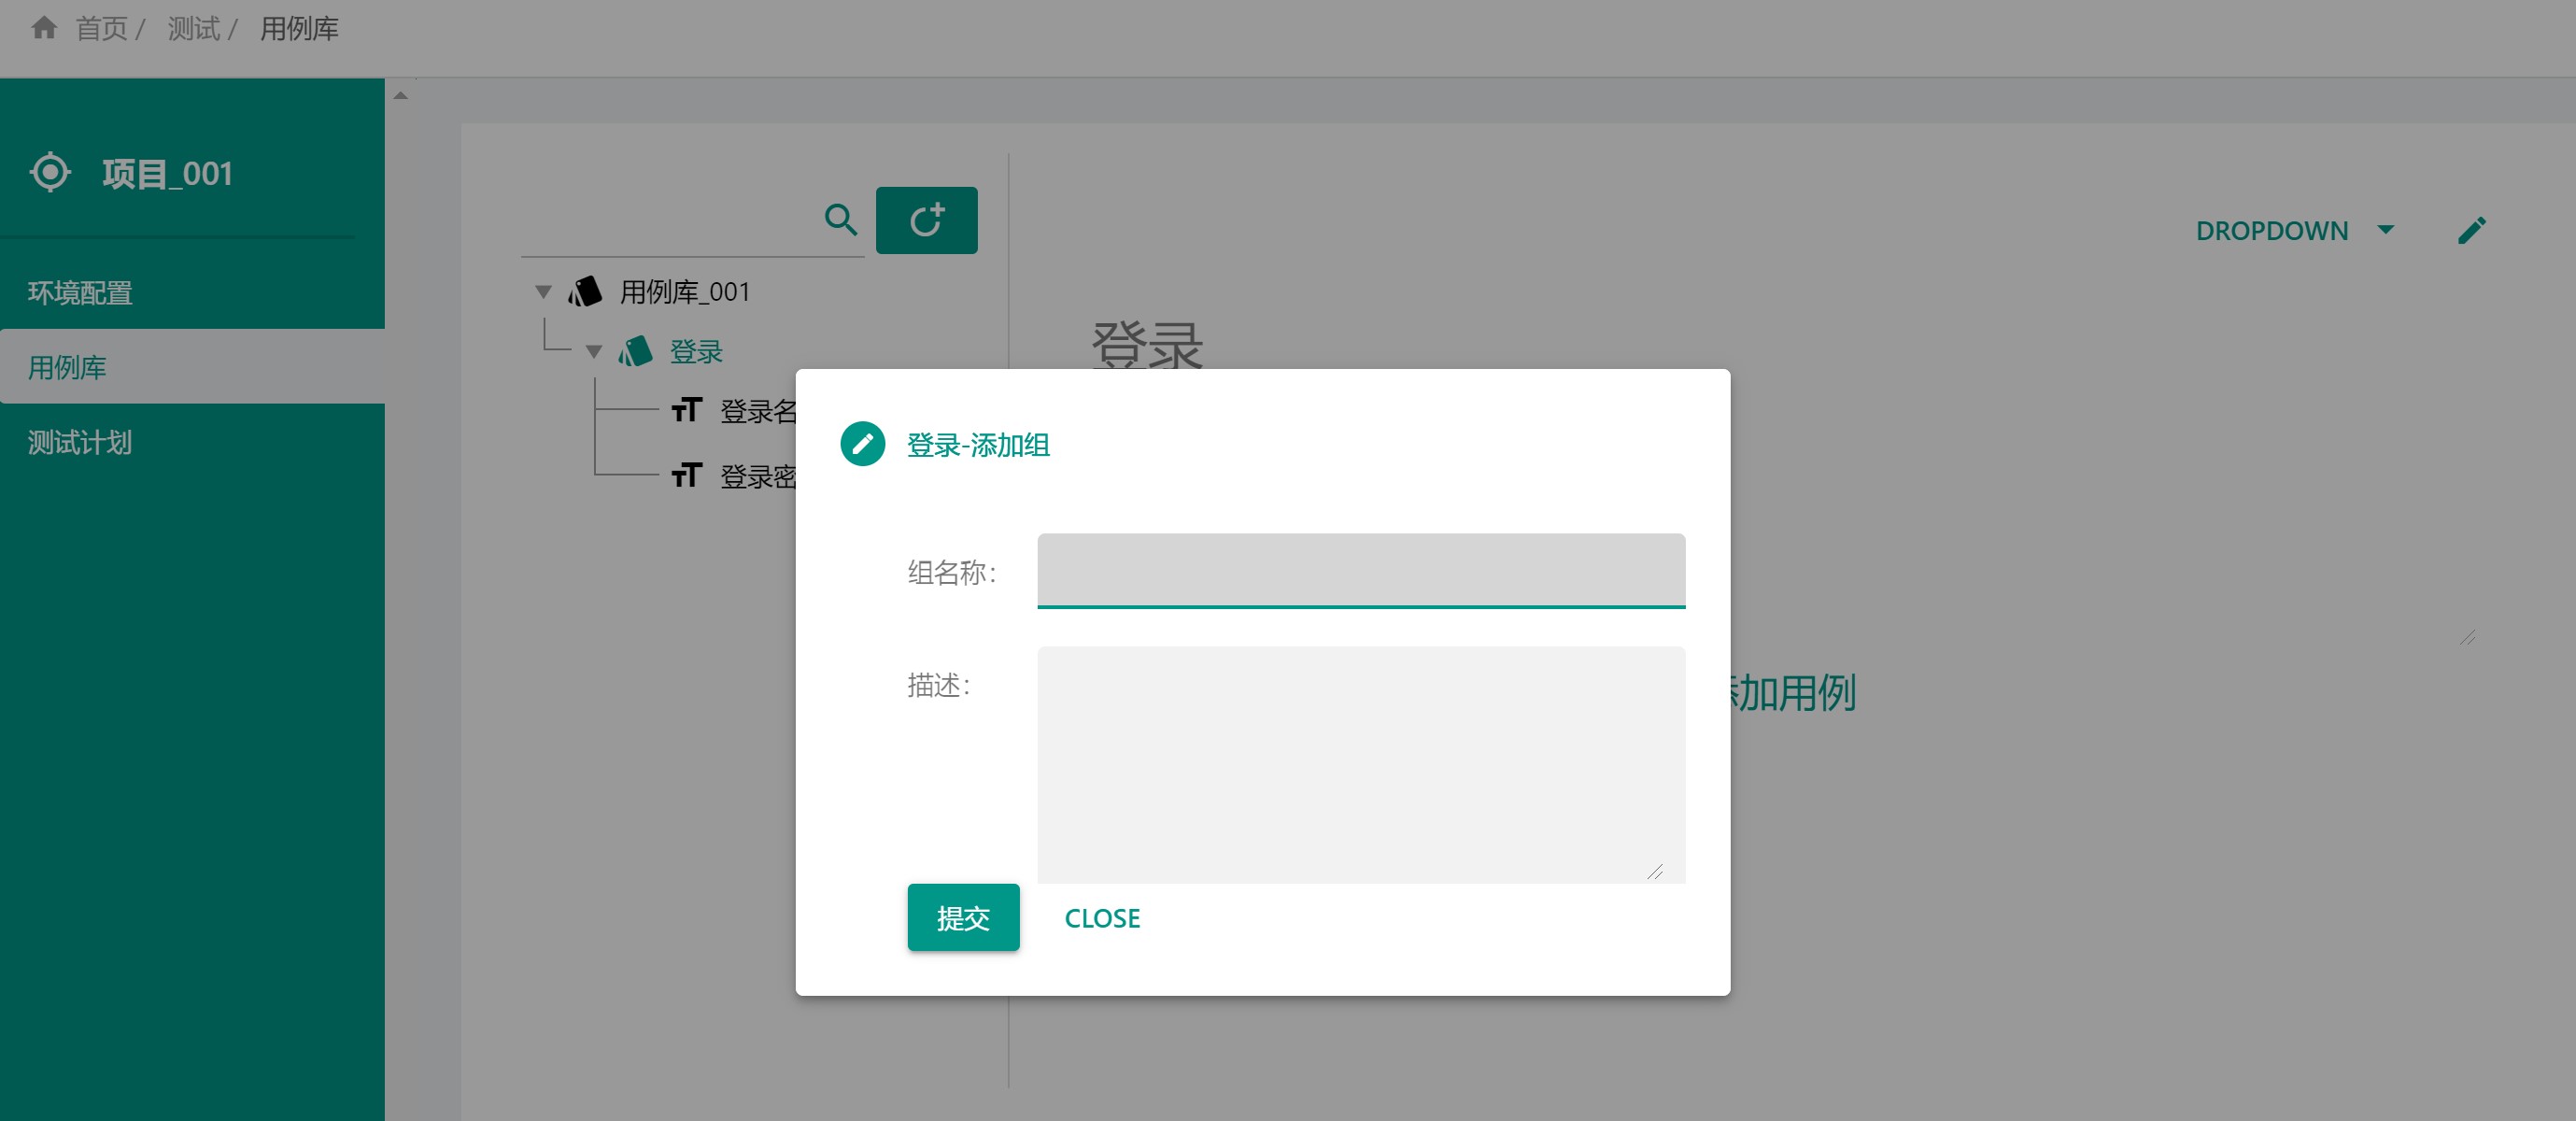 首页 / 测试 / 用例库
项目_001
环境配置
用例库
测试计划
用例库_001
登录
登录名
登录密
DROPDOWN
登录
登录-添加组
组名称：
描述：
提交 CLOSE
加用例